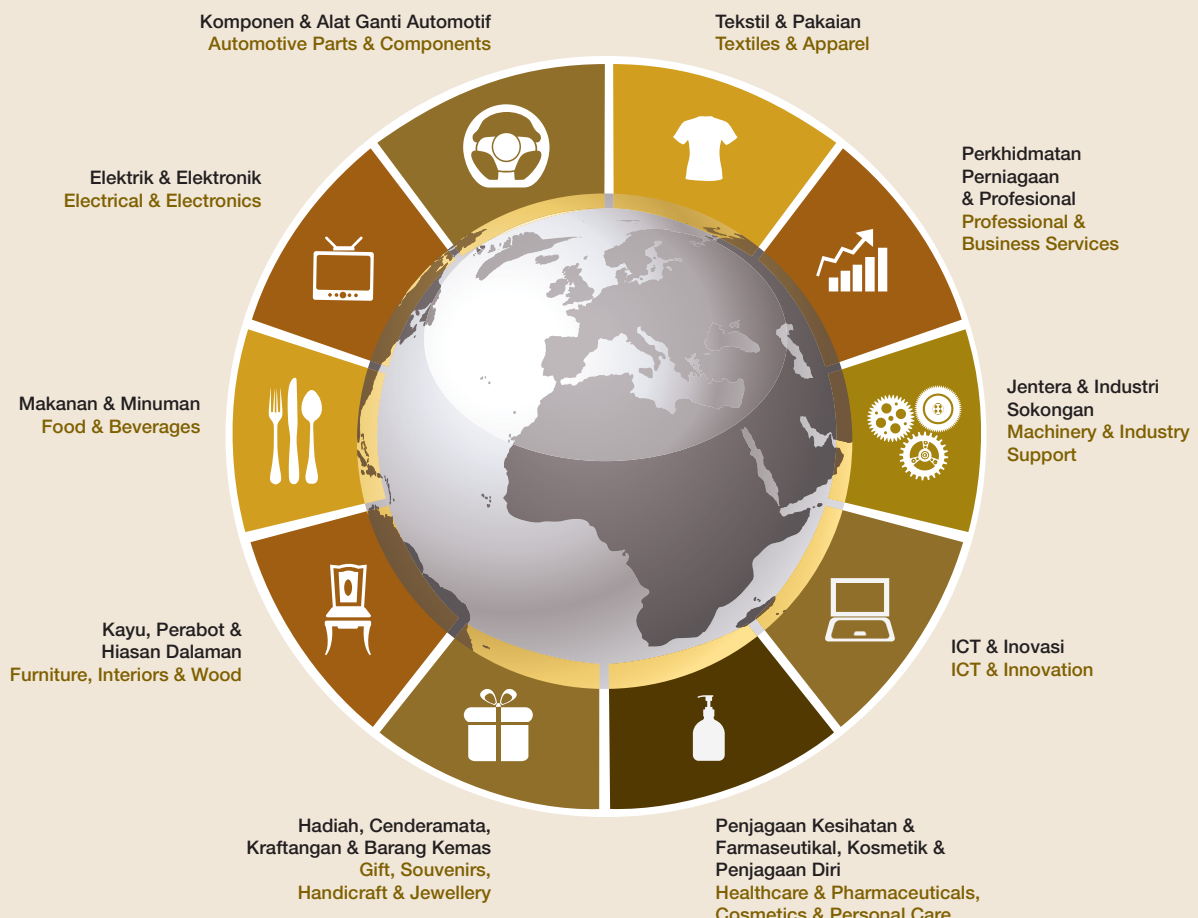 Komponen & Alat Ganti Automotif
Automotive Parts & Components
Tekstil & Pakaian
Textiles & Apparel
Perkhidmatan
Perniagaan
& Profesional
Professional &
Business Services
Elektrik & Elektronik
Electrical & Electronics
Jentera & Industri
Sokongan
Machinery & Industry
Support
Makanan & Minuman
Food & Beverages
ICT & Inovasi
ICT & Innovation
Kayu, Perabot &
Hiasan Dalaman
Furniture, Interiors & Wood
Hadiah, Cenderamata,
Kraftangan & Barang Kemas
Gift, Souvenirs,
Handicraft & Jewellery
Penjagaan Kesihatan &
Farmaseutikal, Kosmetik &
Penjagaan Diri
Healthcare & Pharmaceuticals,
Cosmetics & Personal Care